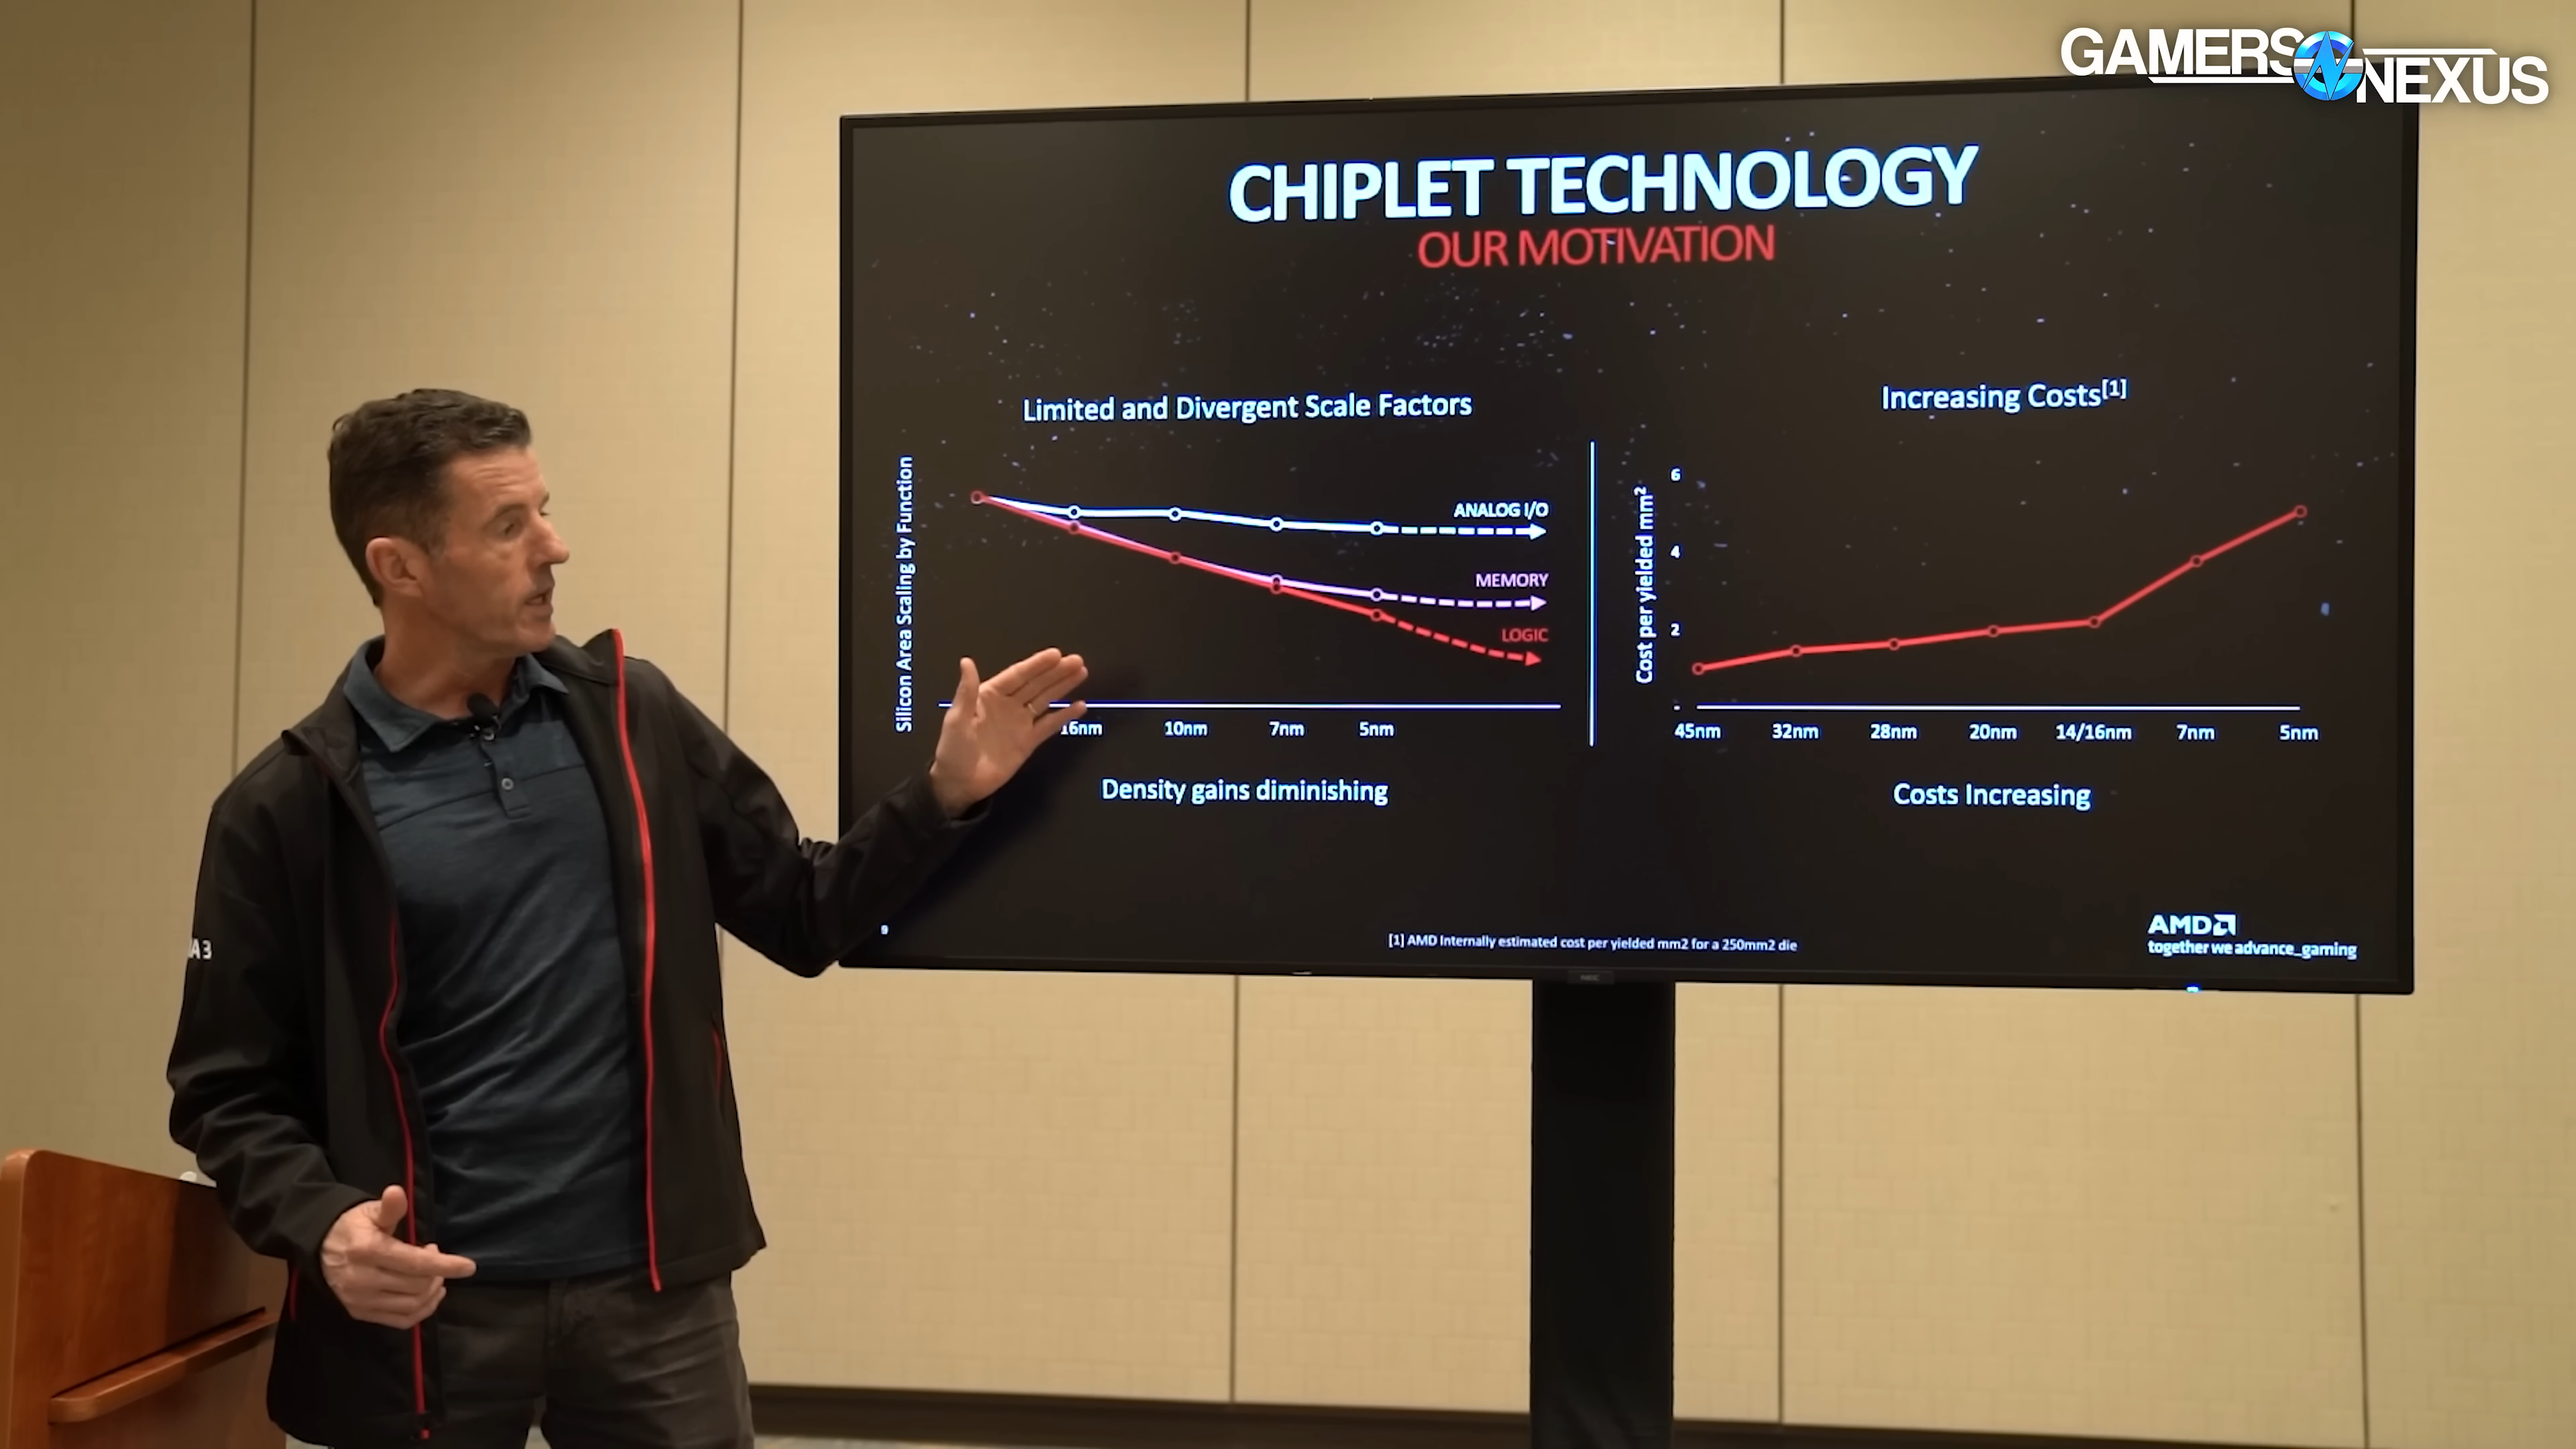 GAMERS NEXUS
CHIPLET TECHNOLOGY
OUR MOTIVATION
Limited and Divergent Scale Factors
Silicon Area Scaling by Function
ANALOG I/O
MEMORY
LOGIC
16nm 10nm 7nm 5nm
Density gains diminishing
Increasing Costs[1]
Cost per yielded mm²
6
4
2
-
45nm 32nm 28nm 20nm 14/16nm 7nm 5nm
Costs Increasing
9
[1] AMD Internally estimated cost per yielded mm2 for a 250mm2 die
AMD
together we advance_gaming
A 3